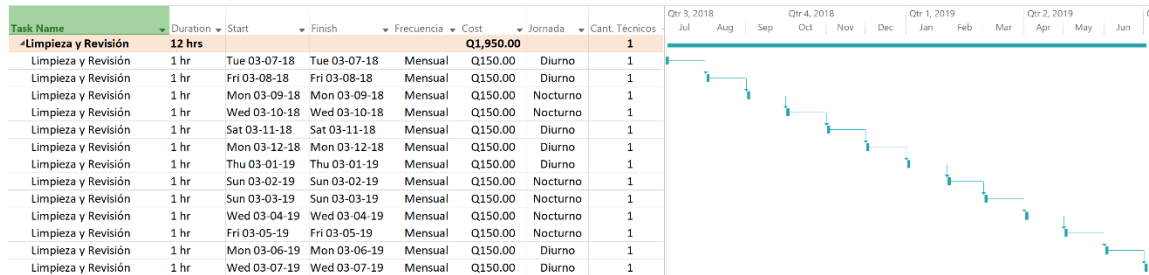 Qtr 3, 2018 Qtr 4, 2018 Qtr 1, 2019 Qtr 2, 2019
Task Name Duration Start Finish Frecuencia Cost Jornada Cant. Técnicos Jul Aug Sep Oct Nov Dec Jan Feb Mar Apr May Jun
Limpieza y Revisión 12 hrs Q1,950.00 1
Limpieza y Revisión 1 hr Tue 03-07-18 Tue 03-07-18 Mensual Q150.00 Diurno 1
Limpieza y Revisión 1 hr Fri 03-08-18 Fri 03-08-18 Mensual Q150.00 Diurno 1
Limpieza y Revisión 1 hr Mon 03-09-18 Mon 03-09-18 Mensual Q150.00 Nocturno 1
Limpieza y Revisión 1 hr Wed 03-10-18 Wed 03-10-18 Mensual Q150.00 Nocturno 1
Limpieza y Revisión 1 hr Sat 03-11-18 Sat 03-11-18 Mensual Q150.00 Diurno 1
Limpieza y Revisión 1 hr Mon 03-12-18 Mon 03-12-18 Mensual Q150.00 Diurno 1
Limpieza y Revisión 1 hr Thu 03-01-19 Thu 03-01-19 Mensual Q150.00 Diurno 1
Limpieza y Revisión 1 hr Sun 03-02-19 Sun 03-02-19 Mensual Q150.00 Nocturno 1
Limpieza y Revisión 1 hr Sun 03-03-19 Sun 03-03-19 Mensual Q150.00 Nocturno 1
Limpieza y Revisión 1 hr Wed 03-04-19 Wed 03-04-19 Mensual Q150.00 Nocturno 1
Limpieza y Revisión 1 hr Fri 03-05-19 Fri 03-05-19 Mensual Q150.00 Nocturno 1
Limpieza y Revisión 1 hr Mon 03-06-19 Mon 03-06-19 Mensual Q150.00 Diurno 1
Limpieza y Revisión 1 hr Wed 03-07-19 Wed 03-07-19 Mensual Q150.00 Diurno 1